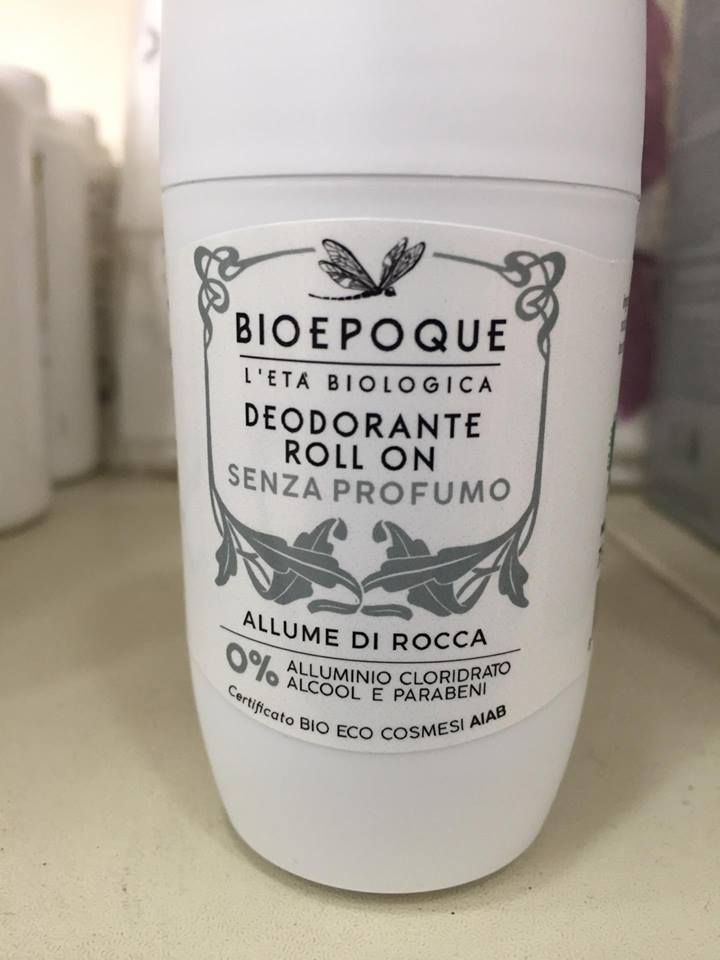 BIOEPOQUE
L'ETÀ BIOLOGICA
DEODORANTE
ROLL ON
SENZA PROFUMO
ALLUME DI ROCCA
0% ALLUMINIO CLORIDRATO
ALCOOL E PARABENI
Certificato BIO ECO COSMESI AIAB